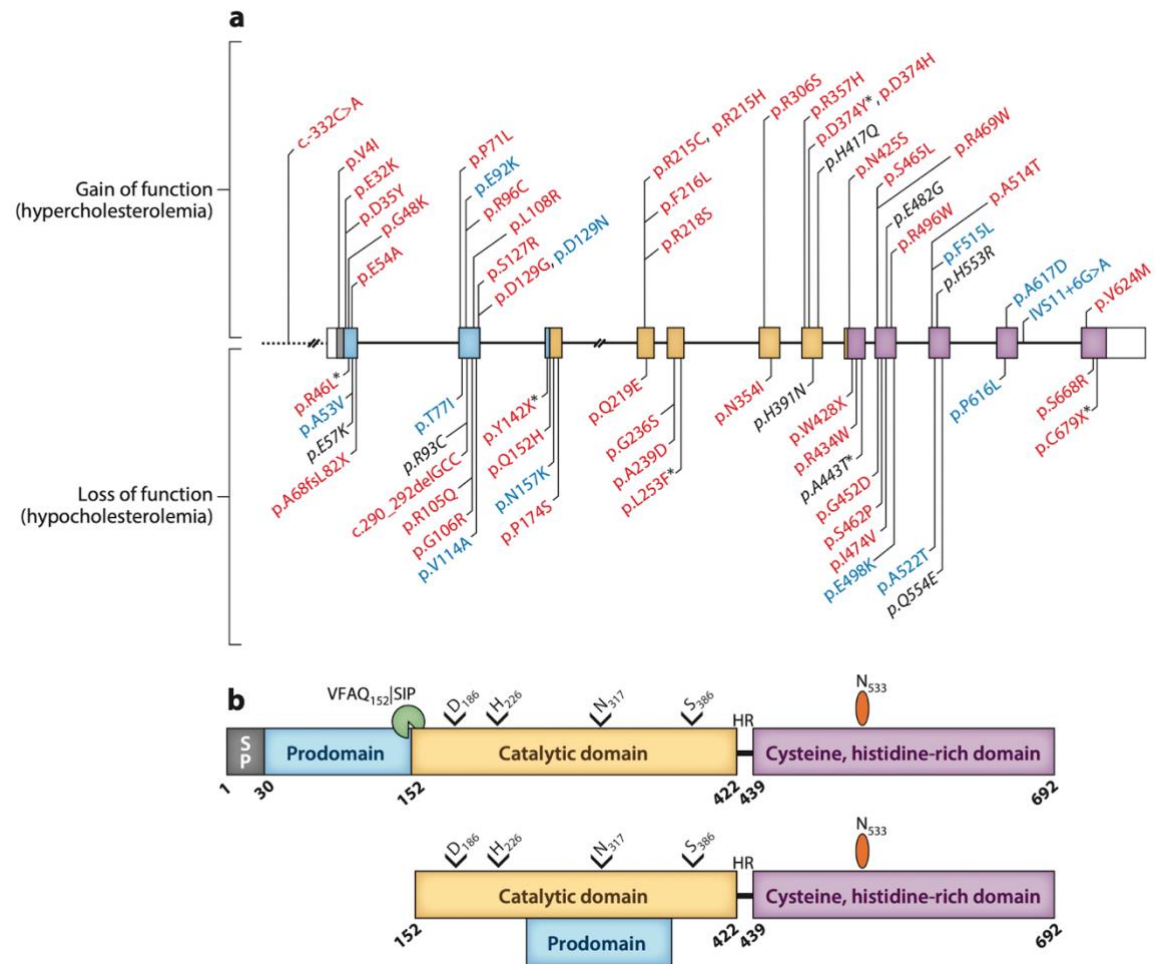 a
Gain of function
(hypercholesterolemia)
c-332C>A
p.V4I
p.E32K
p.D35Y
p.G48K
p.E54A
p.P71L
p.E92K
p.R96C
p.L108R
p.S127R
p.D129G, p.D129N
p.R215C, p.R215H
p.F216L
p.R218S
p.R306S
p.R357H
p.D374Y*, p.D374H
p.H417Q
p.N425S
p.S465L
p.R469W
p.E482G
p.R496W
p.A514T
p.F515L
p.H553R
p.A617D
IVS11+6G>A
p.V624M
Loss of function
(hypocholesterolemia)
p.R46L*
p.A53V
p.E57K
p.A68fsL82X
p.T77I
p.R93C
c.290_292delGCC
p.R105Q
p.G106R
p.V114A
p.Y142X*
p.Q152H
p.N157K
p.P174S
p.Q219E
p.G236S
p.A239D
p.L253F*
p.N354I
p.H391N
p.W428X
p.R434W
p.A443T*
p.G452D
p.S462P
p.I474V
p.E498K
p.A522T
p.Q554E
p.P616L
p.S668R
p.C679X*
b
VFAQ152|SIP
D186
H226
N317
S386
HR
N533
SP
Prodomain
Catalytic domain
Cysteine, histidine-rich domain
1
30
152
422
439
692
D186
H226
N317
S386
HR
N533
Catalytic domain
Cysteine, histidine-rich domain
152
422
439
692
Prodomain